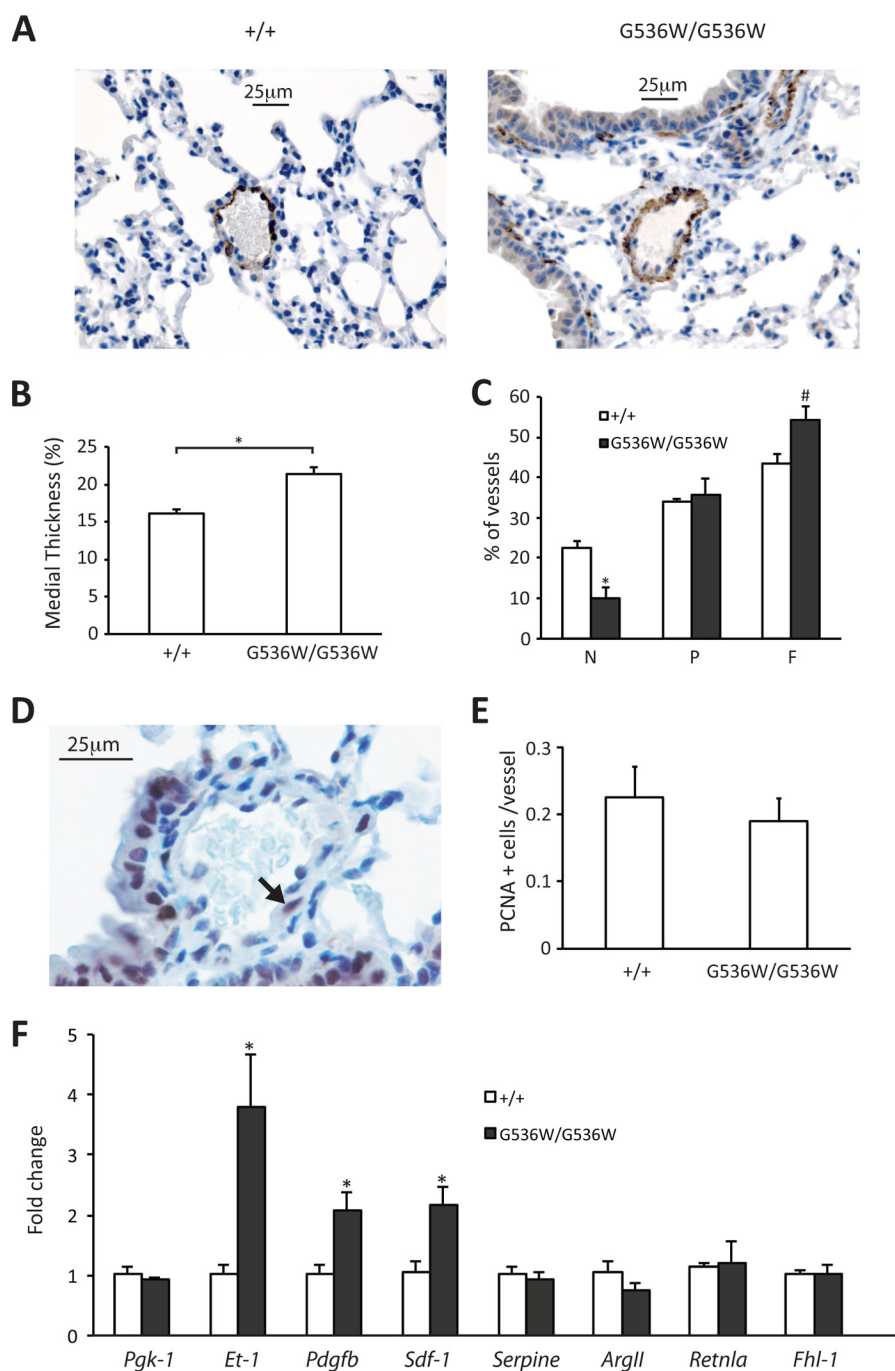 A
+/+
G536W/G536W
25μm
25μm
B
Medial Thickness (%)
25
20
15
10
5
0
*
+/+
G536W/G536W
C
% of vessels
60
50
40
30
20
10
0
+/+
G536W/G536W
*
#
N
P
F
D
25μm
E
PCNA + cells /vessel
0.3
0.2
0.1
0
+/+
G536W/G536W
F
Fold change
5
4
3
2
1
0
*
*
*
+/+
G536W/G536W
Pgk-1 Et-1 Pdgfb Sdf-1 Serpine ArgII Retnla Fhl-1